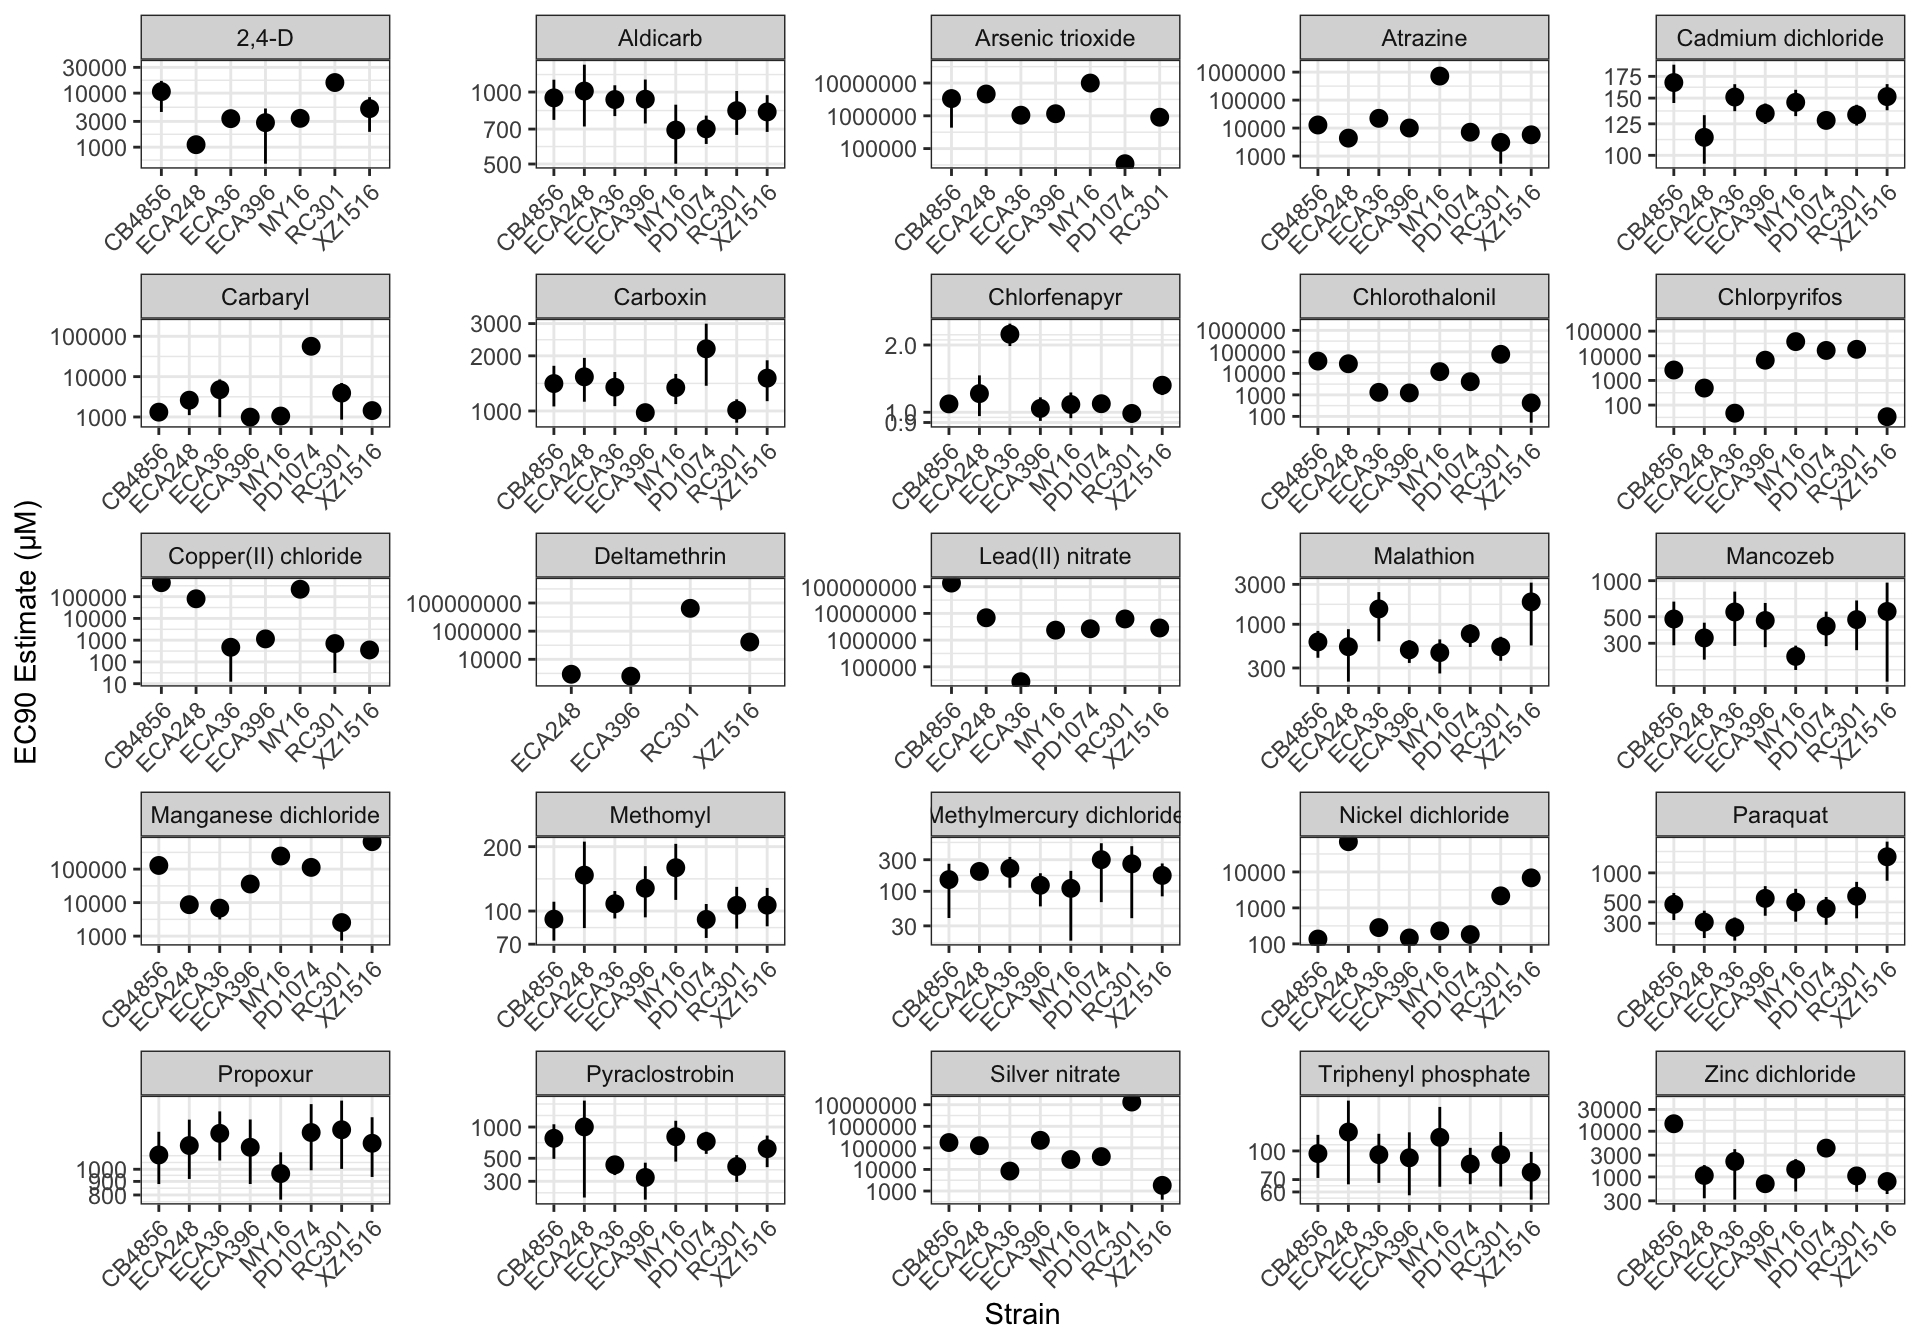 2,4-D
30000
10000
3000
1000
CB4856
ECA248
ECA36
ECA396
MY16
RC301
XZ1516
Aldicarb
1000
700
500
CB4856
ECA248
ECA36
ECA396
MY16
PD1074
RC301
XZ1516
Arsenic trioxide
10000000
1000000
100000
CB4856
ECA248
ECA36
ECA396
MY16
PD1074
RC301
Atrazine
1000000
100000
10000
1000
CB4856
ECA248
ECA36
ECA396
MY16
PD1074
RC301
XZ1516
Cadmium dichloride
175
150
125
100
CB4856
ECA248
ECA36
ECA396
MY16
PD1074
RC301
XZ1516
Carbaryl
100000
10000
1000
CB4856
ECA248
ECA36
ECA396
MY16
PD1074
RC301
XZ1516
Carboxin
3000
2000
1000
CB4856
ECA248
ECA36
ECA396
MY16
PD1074
RC301
XZ1516
Chlorfenapyr
2.0
1.0
0.9
CB4856
ECA248
ECA36
ECA396
MY16
PD1074
RC301
XZ1516
Chlorothalonil
1000000
100000
10000
1000
100
CB4856
ECA248
ECA36
ECA396
MY16
PD1074
RC301
XZ1516
Chlorpyrifos
100000
10000
1000
100
CB4856
ECA248
ECA36
ECA396
MY16
PD1074
RC301
XZ1516
EC90 Estimate (μM)
Copper(II) chloride
100000
10000
1000
100
10
CB4856
ECA248
ECA36
ECA396
MY16
RC301
XZ1516
Deltamethrin
100000000
1000000
10000
ECA248
ECA396
RC301
XZ1516
Lead(II) nitrate
100000000
10000000
1000000
100000
CB4856
ECA248
ECA36
MY16
PD1074
RC301
XZ1516
Malathion
3000
1000
300
CB4856
ECA248
ECA36
ECA396
MY16
PD1074
RC301
XZ1516
Mancozeb
1000
500
300
CB4856
ECA248
ECA36
ECA396
MY16
PD1074
RC301
XZ1516
Manganese dichloride
100000
10000
1000
CB4856
ECA248
ECA36
ECA396
MY16
PD1074
RC301
XZ1516
Methomyl
200
100
70
CB4856
ECA248
ECA36
ECA396
MY16
PD1074
RC301
XZ1516
Methylmercury dichloride
300
100
30
CB4856
ECA248
ECA36
ECA396
MY16
PD1074
RC301
XZ1516
Nickel dichloride
10000
1000
100
CB4856
ECA248
ECA36
ECA396
MY16
PD1074
RC301
XZ1516
Paraquat
1000
500
300
CB4856
ECA248
ECA36
ECA396
MY16
PD1074
RC301
XZ1516
Propoxur
1000
900
800
CB4856
ECA248
ECA36
ECA396
MY16
PD1074
RC301
XZ1516
Pyraclostrobin
1000
500
300
CB4856
ECA248
ECA36
ECA396
MY16
PD1074
RC301
XZ1516
Silver nitrate
10000000
1000000
100000
10000
1000
CB4856
ECA248
ECA36
ECA396
MY16
PD1074
RC301
XZ1516
Triphenyl phosphate
100
70
60
CB4856
ECA248
ECA36
ECA396
MY16
PD1074
RC301
XZ1516
Zinc dichloride
30000
10000
3000
1000
300
CB4856
ECA248
ECA36
ECA396
MY16
PD1074
RC301
XZ1516
Strain